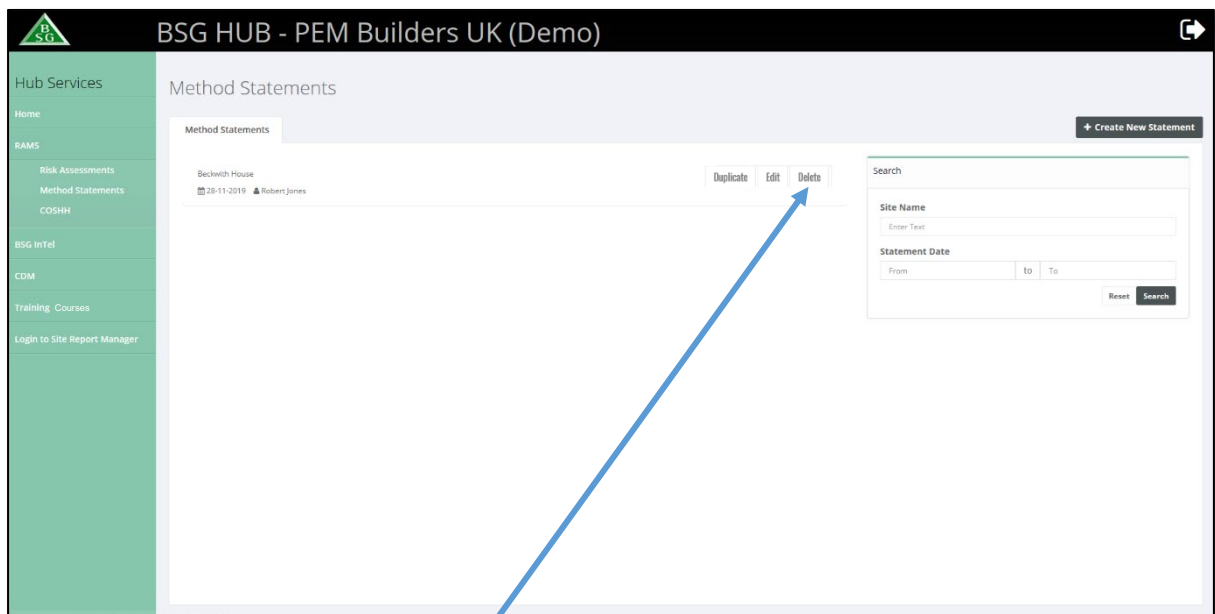 BSG
BSG HUB - PEM Builders UK (Demo)
Hub Services
Home
RAMS
Risk Assessments
Method Statements
COSHH
BSG InTel
CDM
Training Courses
Login to Site Report Manager
Method Statements
Method Statements
+ Create New Statement
Beckwith House
28-11-2019 Robert Jones
Duplicate Edit Delete
Search
Site Name
Enter Text
Statement Date
From to To
Reset Search